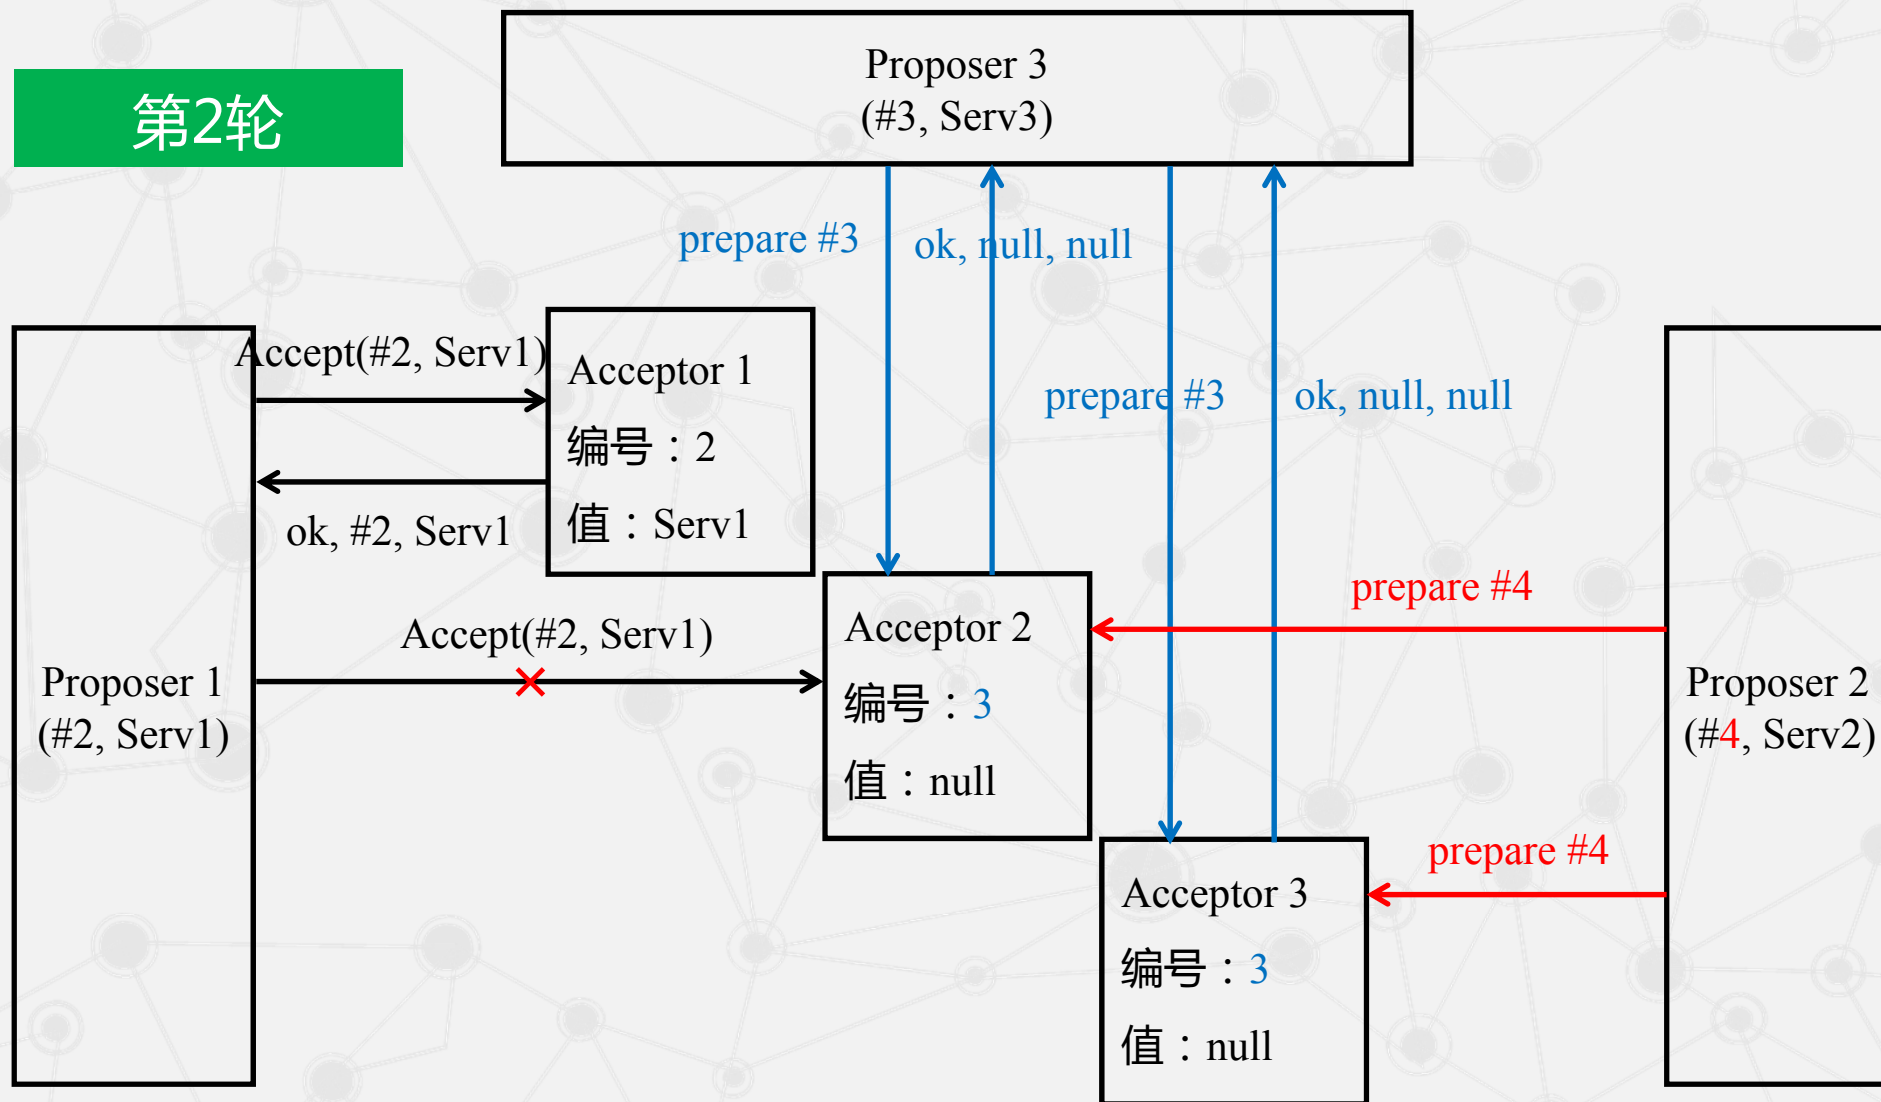 第2轮
Proposer 3
(#3, Serv3)
prepare #3
ok, null, null
Accept(#2, Serv1)
Acceptor 1
编号：2
值：Serv1
ok, #2, Serv1
prepare #3
ok, null, null
Accept(#2, Serv1)
Proposer 1
(#2, Serv1)
Acceptor 2
编号：3
值：null
prepare #4
Proposer 2
(#4, Serv2)
prepare #4
Acceptor 3
编号：3
值：null